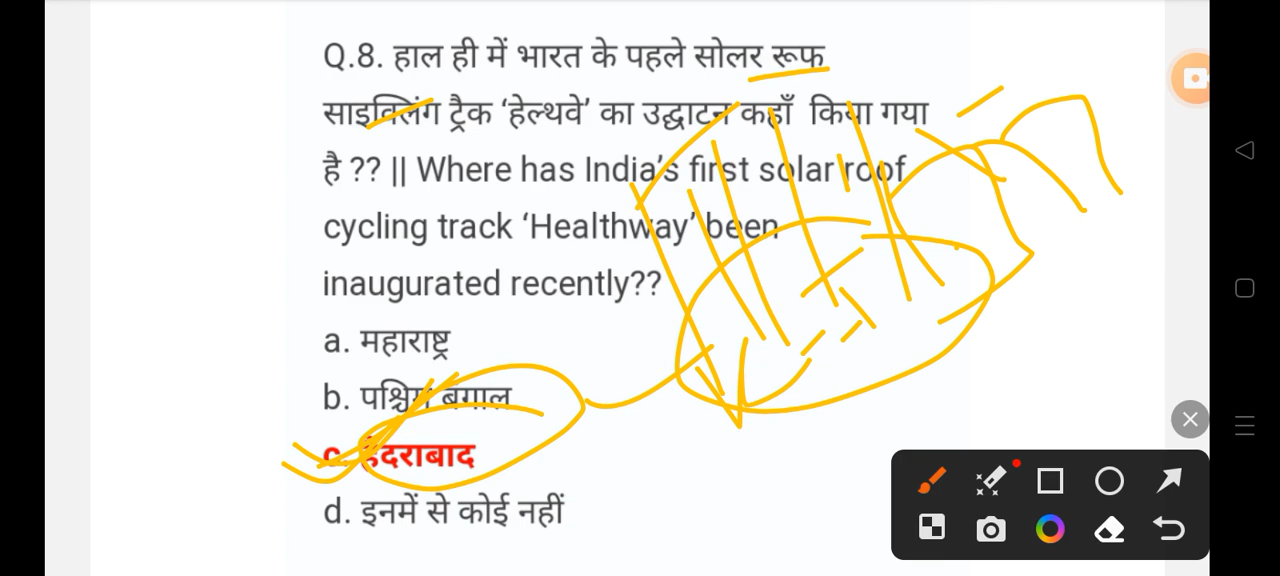 Q.8. हाल ही में भारत के पहले सोलर रूफ
साइक्लिंग ट्रैक ‘हेल्थवे’ का उद्घाटन कहाँ किया गया
है ?? || Where has India’s first solar roof
cycling track ‘Healthway’ been
inaugurated recently??
a. महाराष्ट्र
b. पश्चिम बगाल
c. हैदराबाद
d. इनमें से कोई नहीं